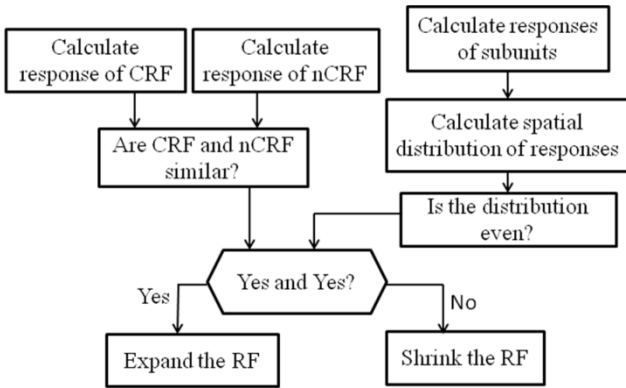 Calculate
response of CRF
Calculate
response of nCRF
Calculate responses
of subunits
Are CRF and nCRF
similar?
Calculate spatial
distribution of responses
Is the distribution
even?
Yes and Yes?
Yes
No
Expand the RF
Shrink the RF